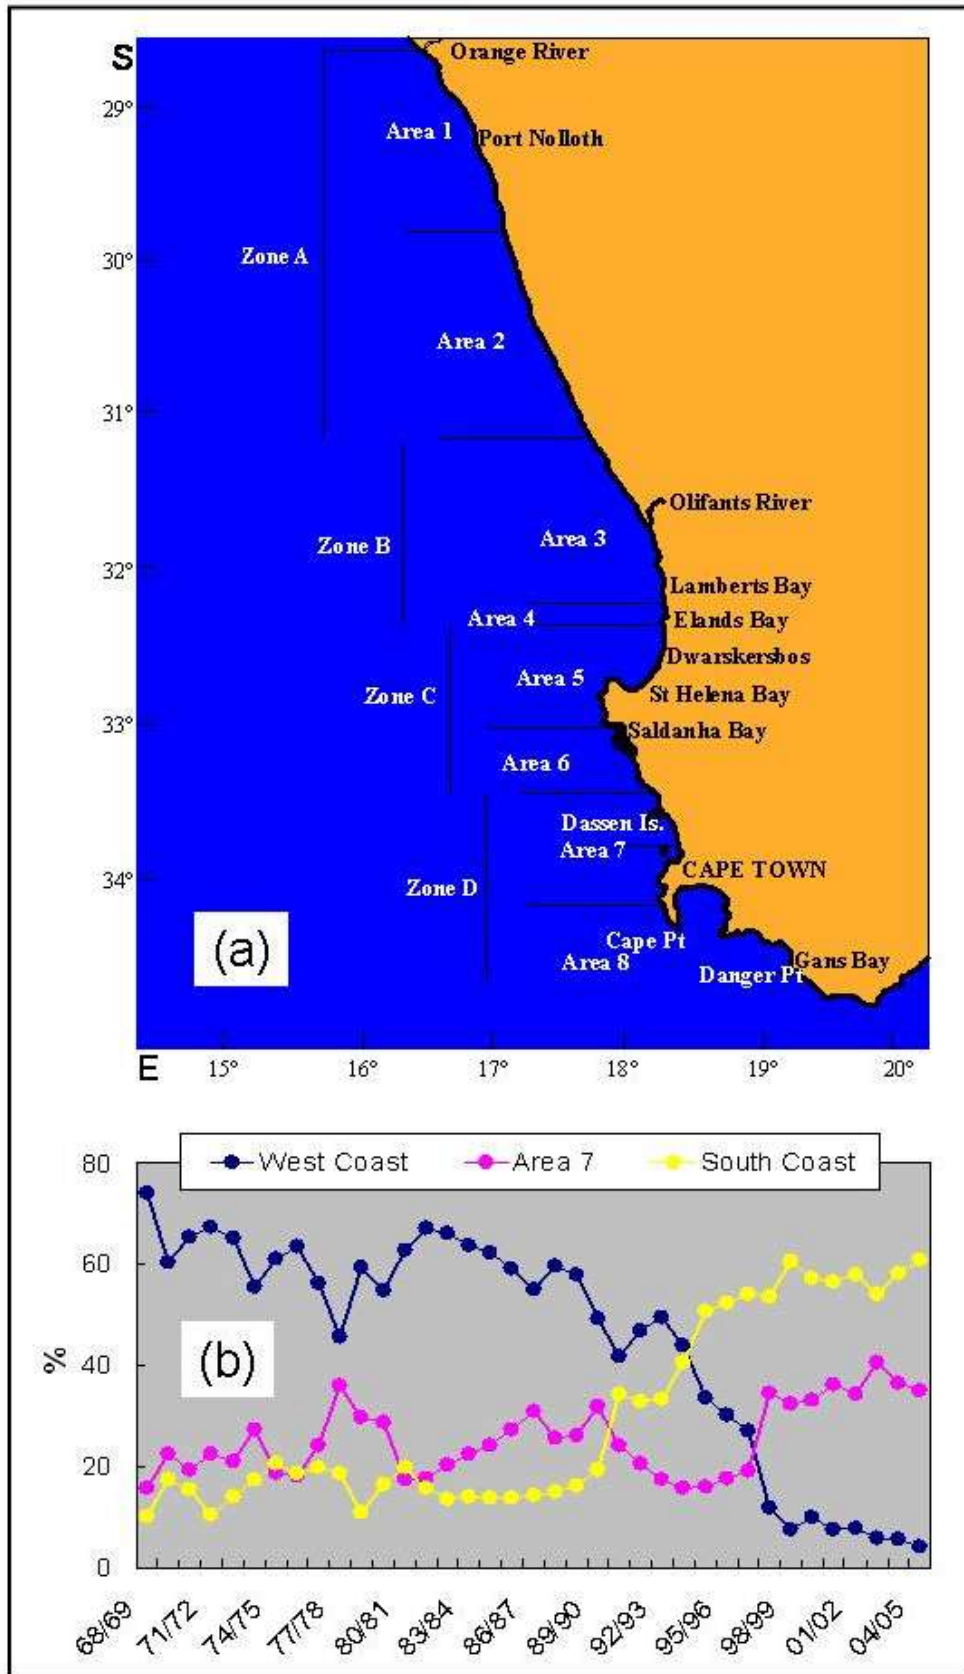 S
Orange River
29°
Area 1
Port Nolloth
Zone A
30°
Area 2
31°
Olifants River
Zone B
Area 3
32°
Lamberts Bay
Area 4
Elands Bay
Dwarskersbos
Area 5
Zone C
St Helena Bay
33°
Saldanha Bay
Area 6
Dassen Is.
Area 7
34°
Zone D
CAPE TOWN
(a)
Cape Pt
Area 8
Gans Bay
Danger Pt
E
15° 16° 17° 18° 19° 20°
West Coast Area 7 South Coast
80
60
40
20
0
%
(b)
68/69 71/72 74/75 77/78 80/81 83/84 86/87 89/90 92/93 95/96 98/99 01/02 04/05